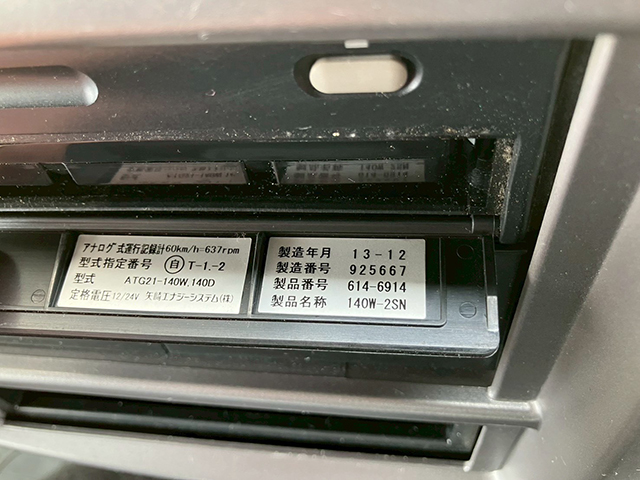 アナログ式運行記録計60km/h=637rpm
型式指定番号 ㉂T-1.-2
型式 ATG21-140W,140D
定格電圧12/24V 矢崎エナジーシステム(株)
製造年月 13-12
製造番号 925667
製品番号 614-6914
製品名称 140W-2SN